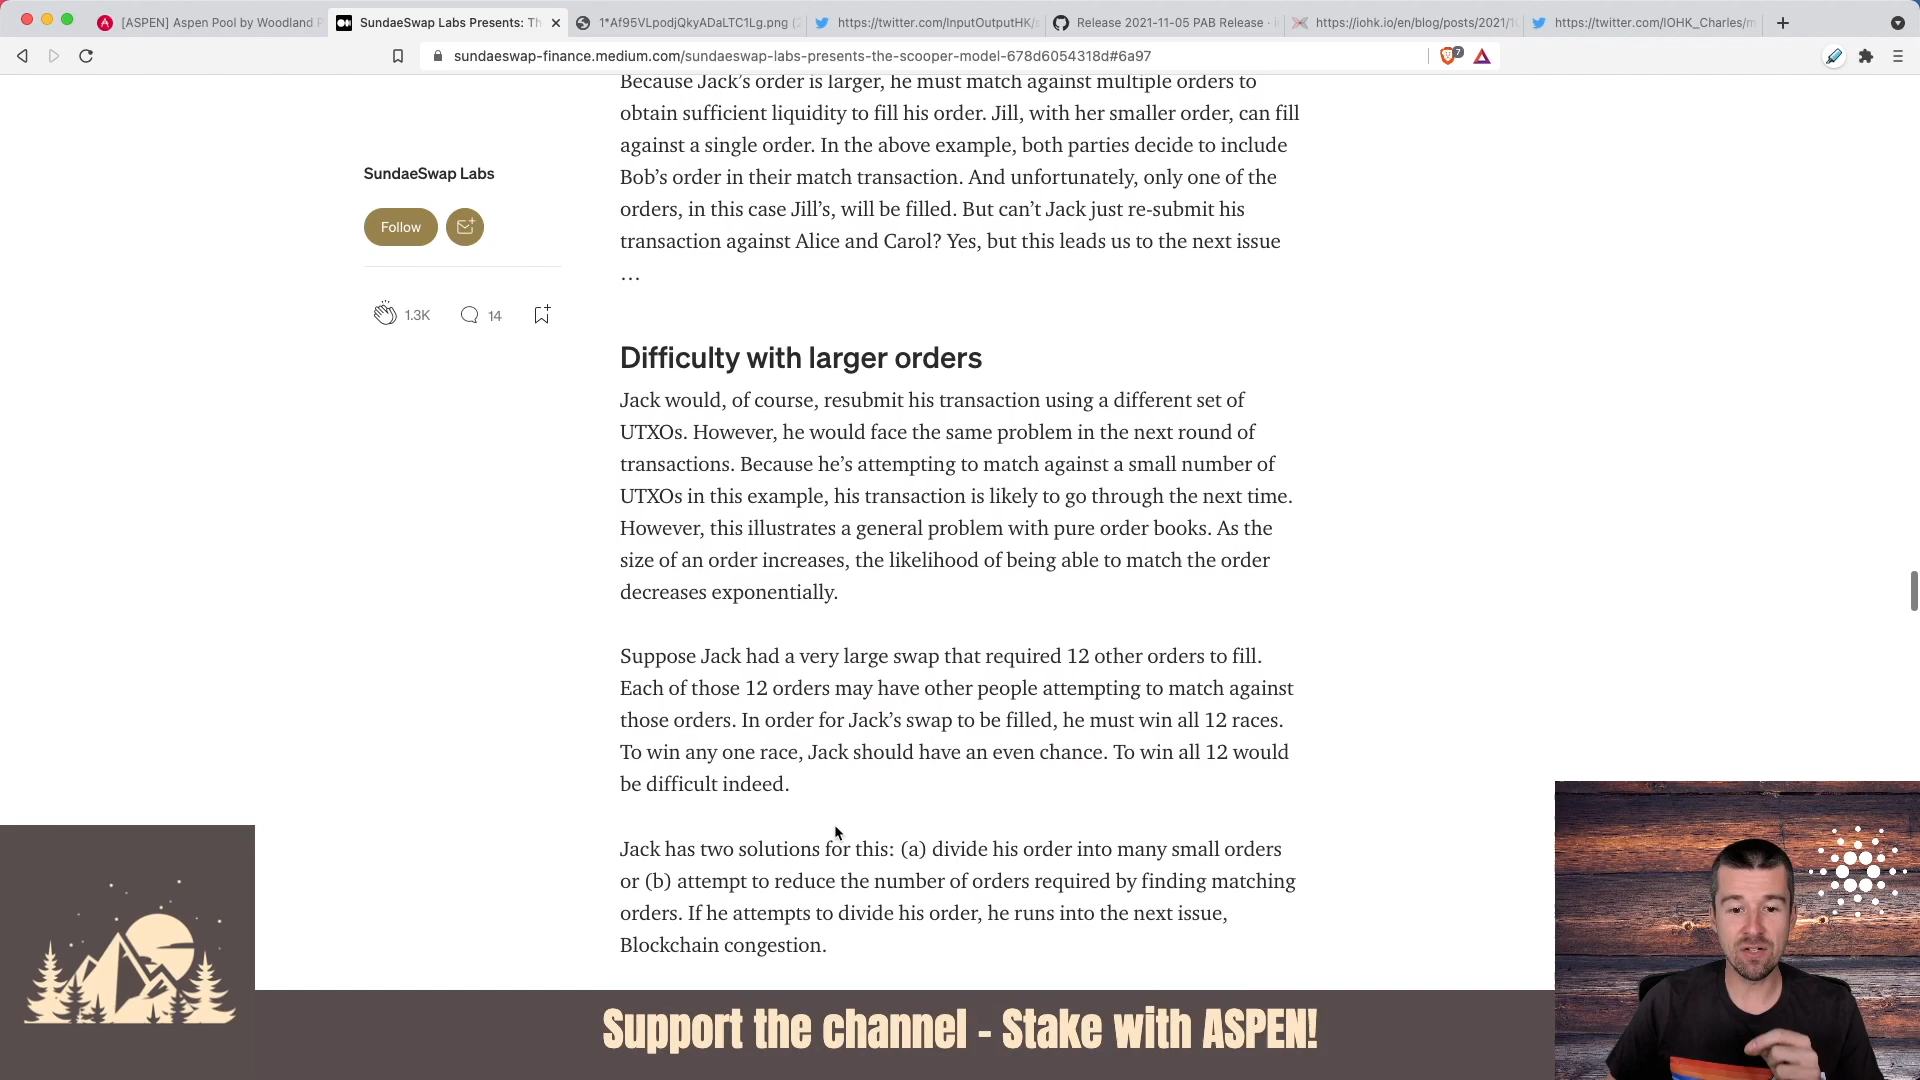 [ASPEN] Aspen Pool by Woodland P
SundaeSwap Labs Presents: Th
1*Af95VLpodjQkyADaLTC1Lg.png (
https://twitter.com/InputOutputHK/s
Release 2021-11-05 PAB Release ·
https://iohk.io/en/blog/posts/2021/1
https://twitter.com/IOHK_Charles/m
sundaeswap-finance.medium.com/sundaeswap-labs-presents-the-scooper-model-678d6054318d#6a97
7
SundaeSwap Labs
Follow
1.3K
14
Because Jack’s order is larger, he must match against multiple orders to
obtain sufficient liquidity to fill his order. Jill, with her smaller order, can fill
against a single order. In the above example, both parties decide to include
Bob’s order in their match transaction. And unfortunately, only one of the
orders, in this case Jill’s, will be filled. But can’t Jack just re-submit his
transaction against Alice and Carol? Yes, but this leads us to the next issue
…
Difficulty with larger orders
Jack would, of course, resubmit his transaction using a different set of
UTXOs. However, he would face the same problem in the next round of
transactions. Because he’s attempting to match against a small number of
UTXOs in this example, his transaction is likely to go through the next time.
However, this illustrates a general problem with pure order books. As the
size of an order increases, the likelihood of being able to match the order
decreases exponentially.
Suppose Jack had a very large swap that required 12 other orders to fill.
Each of those 12 orders may have other people attempting to match against
those orders. In order for Jack’s swap to be filled, he must win all 12 races.
To win any one race, Jack should have an even chance. To win all 12 would
be difficult indeed.
Jack has two solutions for this: (a) divide his order into many small orders
or (b) attempt to reduce the number of orders required by finding matching
orders. If he attempts to divide his order, he runs into the next issue,
Blockchain congestion.
Support the channel - Stake with ASPEN!